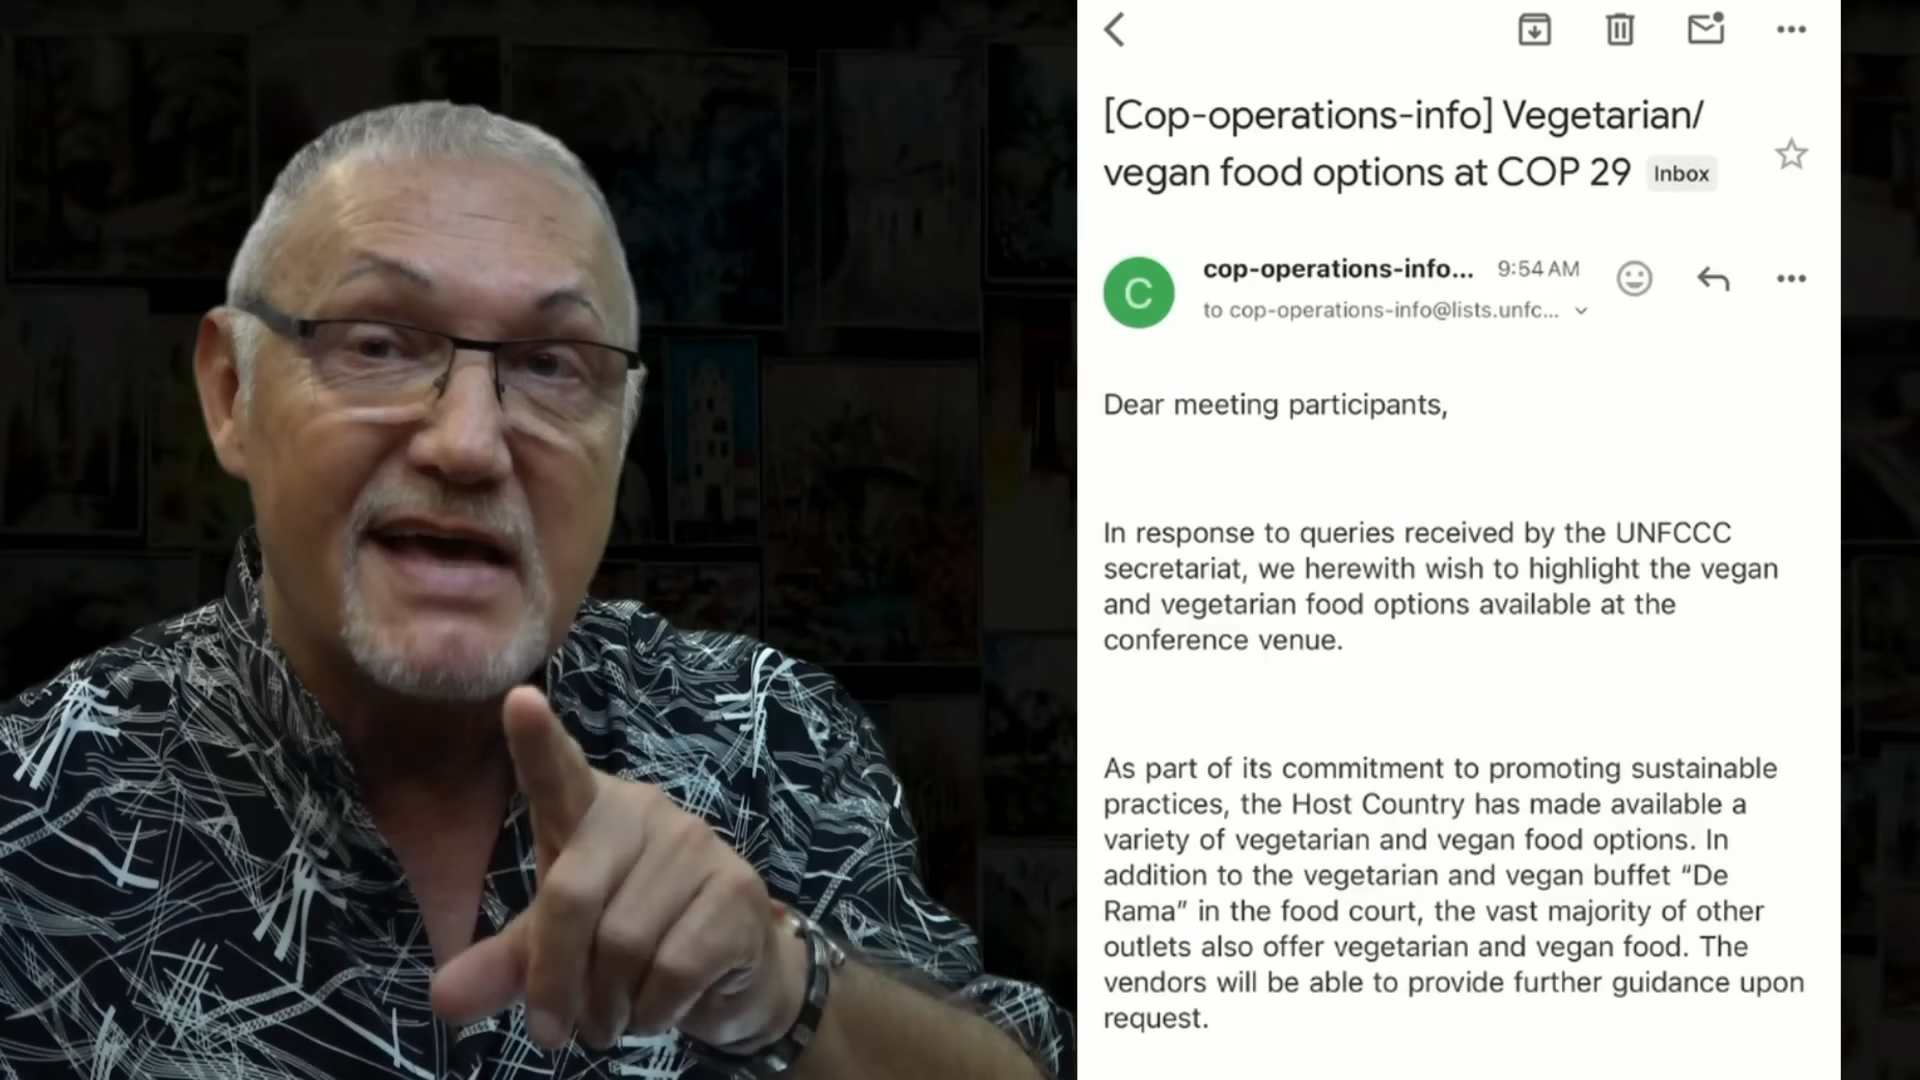 [Cop-operations-info] Vegetarian/
vegan food options at COP 29 Inbox
C
cop-operations-info... 9:54 AM
to cop-operations-info@lists.unfc...
Dear meeting participants,
In response to queries received by the UNFCCC
secretariat, we herewith wish to highlight the vegan
and vegetarian food options available at the
conference venue.
As part of its commitment to promoting sustainable
practices, the Host Country has made available a
variety of vegetarian and vegan food options. In
addition to the vegetarian and vegan buffet “De
Rama” in the food court, the vast majority of other
outlets also offer vegetarian and vegan food. The
vendors will be able to provide further guidance upon
request.